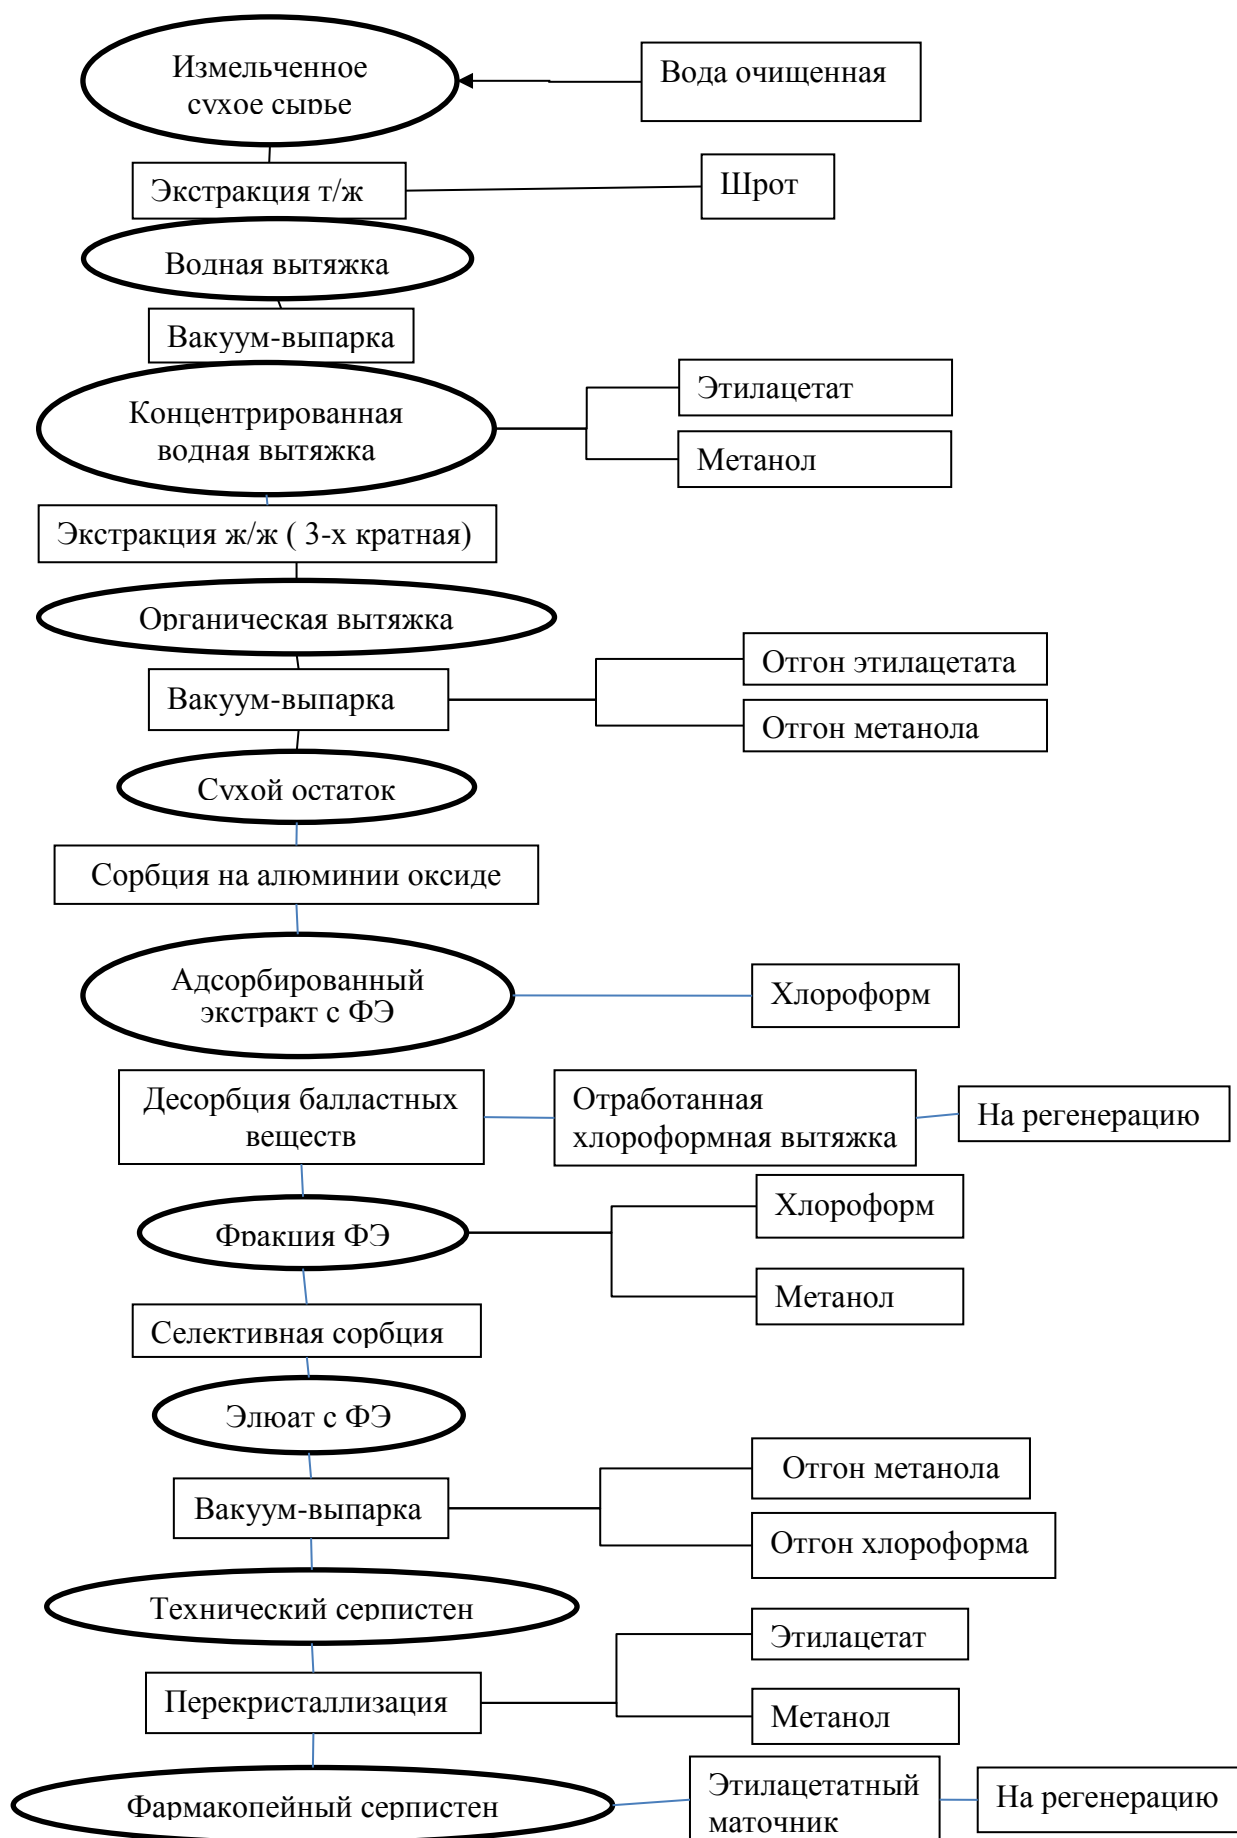 Измельченное
сухое сырье
Вода очищенная
Экстракция т/ж
Шрот
Водная вытяжка
Вакуум-выпарка
Концентрированная
водная вытяжка
Этилацетат
Метанол
Экстракция ж/ж ( 3-х кратная)
Органическая вытяжка
Вакуум-выпарка
Отгон этилацетата
Отгон метанола
Сухой остаток
Сорбция на алюминии оксиде
Адсорбированный
экстракт с ФЭ
Хлороформ
Десорбция балластных
веществ
Отработанная
хлороформная вытяжка
На регенерацию
Фракция ФЭ
Хлороформ
Метанол
Селективная сорбция
Элюат с ФЭ
Вакуум-выпарка
Отгон метанола
Отгон хлороформа
Технический серпистен
Перекристаллизация
Этилацетат
Метанол
Фармакопейный серпистен
Этилацетатный
маточник
На регенерацию